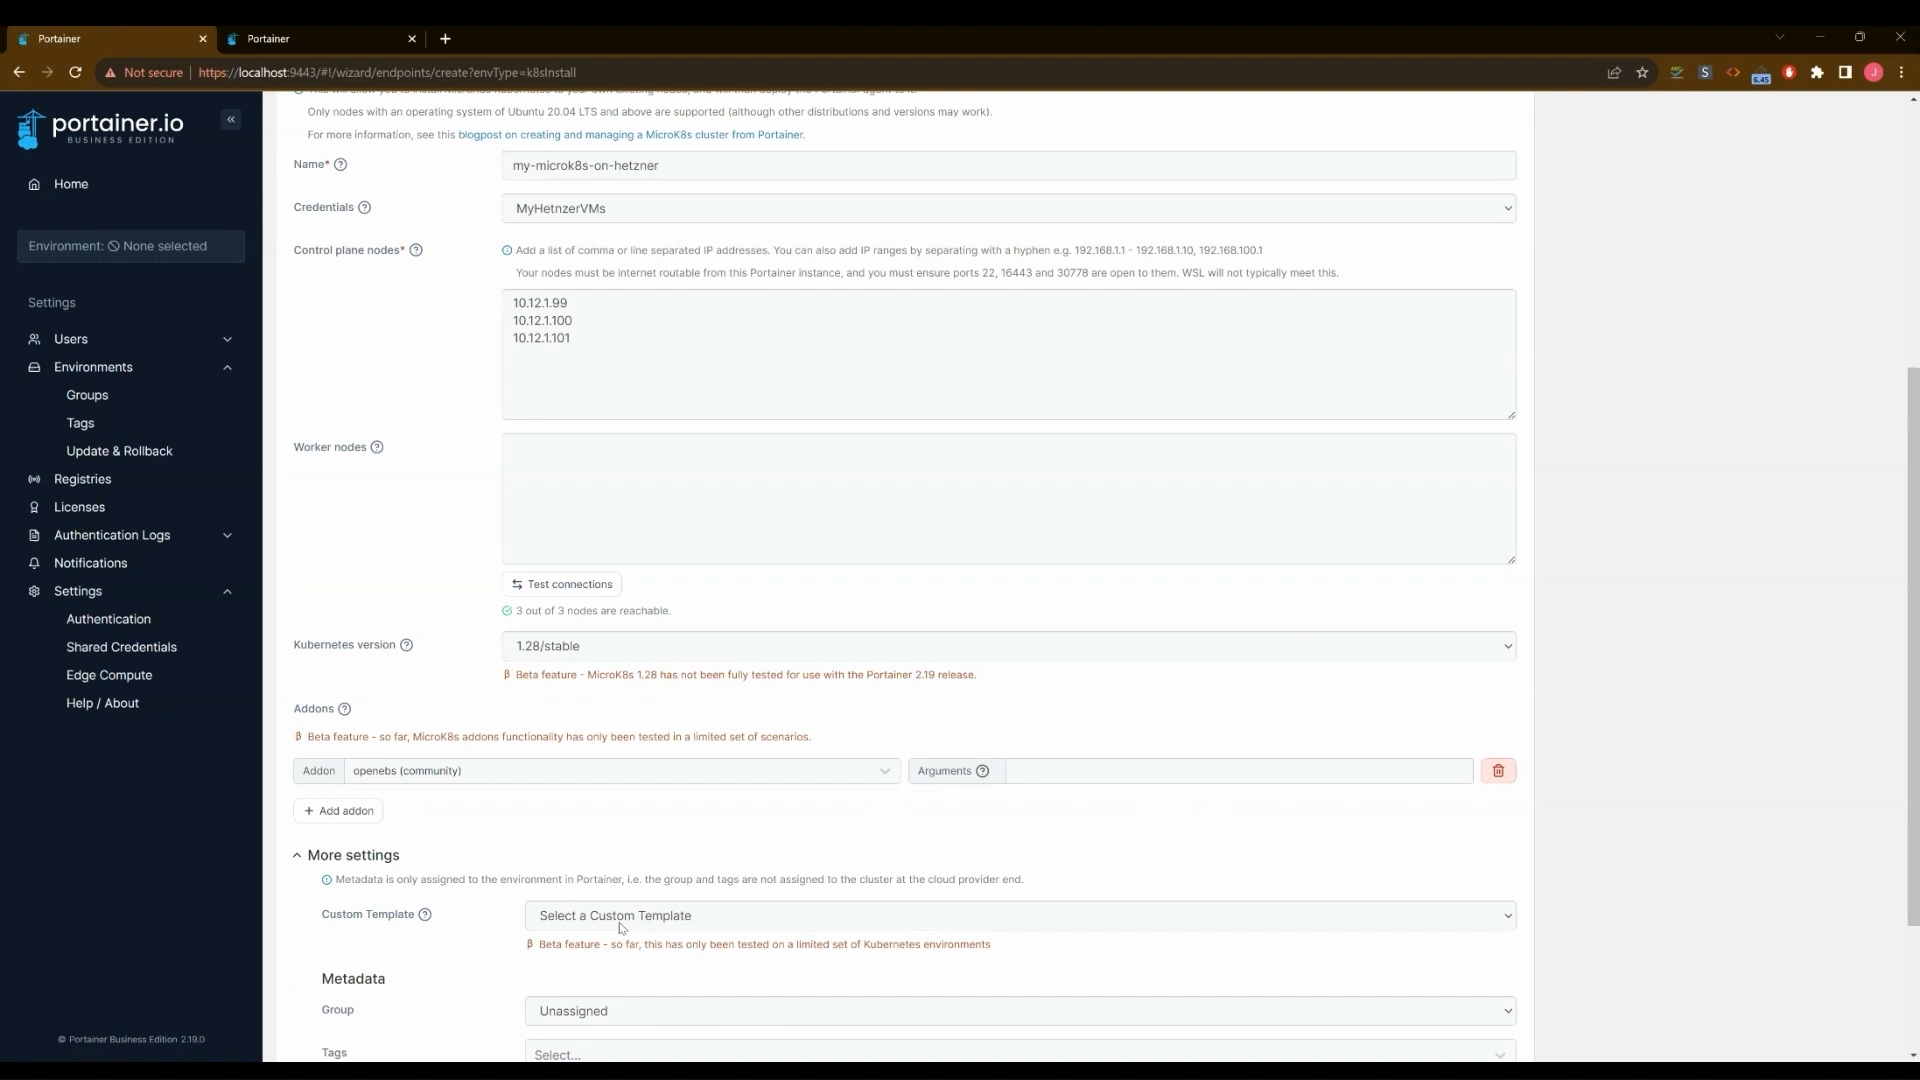 Portainer
Portainer
Not secure
https://localhost:9443/#!/wizard/endpoints/create?envType=k8sInstall
6.45
S
J
portainer.io
BUSINESS EDITION
Home
Environment: None selected
Settings
Users
Environments
Groups
Tags
Update & Rollback
Registries
Licenses
Authentication Logs
Notifications
Settings
Authentication
Shared Credentials
Edge Compute
Help / About
© Portainer Business Edition 2.19.0
Only nodes with an operating system of Ubuntu 20.04 LTS and above are supported (although other distributions and versions may work).
For more information, see this blogpost on creating and managing a MicroK8s cluster from Portainer.
Name*
my-microk8s-on-hetzner
Credentials
MyHetnzerVMs
Control plane nodes*
Add a list of comma or line separated IP addresses. You can also add IP ranges by separating with a hyphen e.g. 192.168.1.1 - 192.168.1.10, 192.168.100.1
Your nodes must be internet routable from this Portainer instance, and you must ensure ports 22, 16443 and 30778 are open to them. WSL will not typically meet this.
10.12.1.99
10.12.1.100
10.12.1.101
Worker nodes
Test connections
3 out of 3 nodes are reachable.
Kubernetes version
1.28/stable
β Beta feature - MicroK8s 1.28 has not been fully tested for use with the Portainer 2.19 release.
Addons
β Beta feature - so far, MicroK8s addons functionality has only been tested in a limited set of scenarios.
Addon
openebs (community)
Arguments
+ Add addon
More settings
Metadata is only assigned to the environment in Portainer, i.e. the group and tags are not assigned to the cluster at the cloud provider end.
Custom Template
Select a Custom Template
β Beta feature - so far, this has only been tested on a limited set of Kubernetes environments
Metadata
Group
Unassigned
Tags
Select...